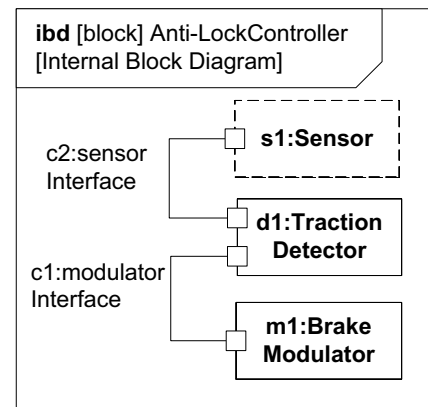 ibd [block] Anti-LockController
[Internal Block Diagram]
s1:Sensor
c2:sensor
Interface
d1:Traction
Detector
c1:modulator
Interface
m1:Brake
Modulator